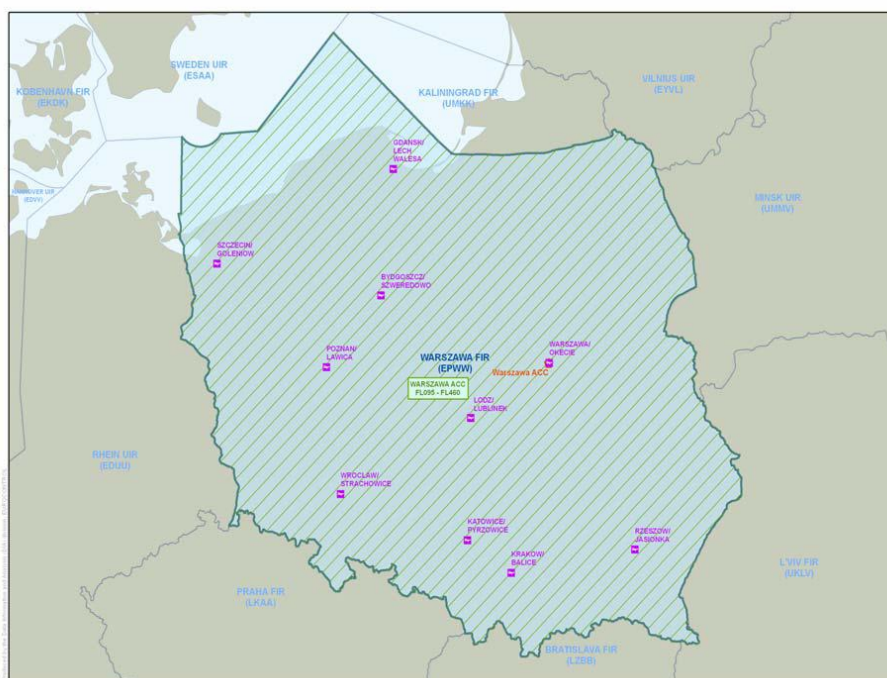 SWEDEN UIR
(ESAA)
KOBENHAVN FIR
(EKDK)
KALININGRAD FIR
(UMKK)
VILNIUS UIR
(EYVL)
GDANSK/
LECH
WALESA
HANNOVER UIR
(EDVV)
MINSK UIR
(UMMV)
SZCZECIN/
GOLENIOW
BYDGOSZCZ/
SZWEREDOWO
POZNAN/
LAWICA
WARSZAWA FIR
(EPWW)
WARSZAWA/
OKECIE
Warszawa ACC
WARSZAWA ACC
FL095 - FL460
LODZ/
LUBLINEK
RHEIN UIR
(EDUU)
WROCLAW/
STRACHOWICE
KATOWICE/
PYRZOWICE
RZESZOW/
JASIONKA
KRAKOW/
BALICE
L'VIV FIR
(UKLV)
PRAHA FIR
(LKAA)
BRATISLAVA FIR
(LZBB)